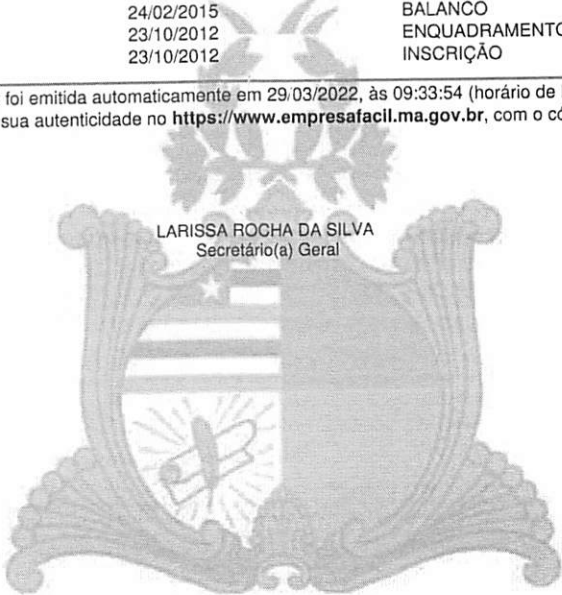 24/02/2015 BALANCO
23/10/2012 ENQUADRAMENTO
23/10/2012 INSCRIÇÃO
foi emitida automaticamente em 29/03/2022, às 09:33:54 (horário de
sua autenticidade no https://www.empresafacil.ma.gov.br, com o có
LARISSA ROCHA DA SILVA
Secretário(a) Geral